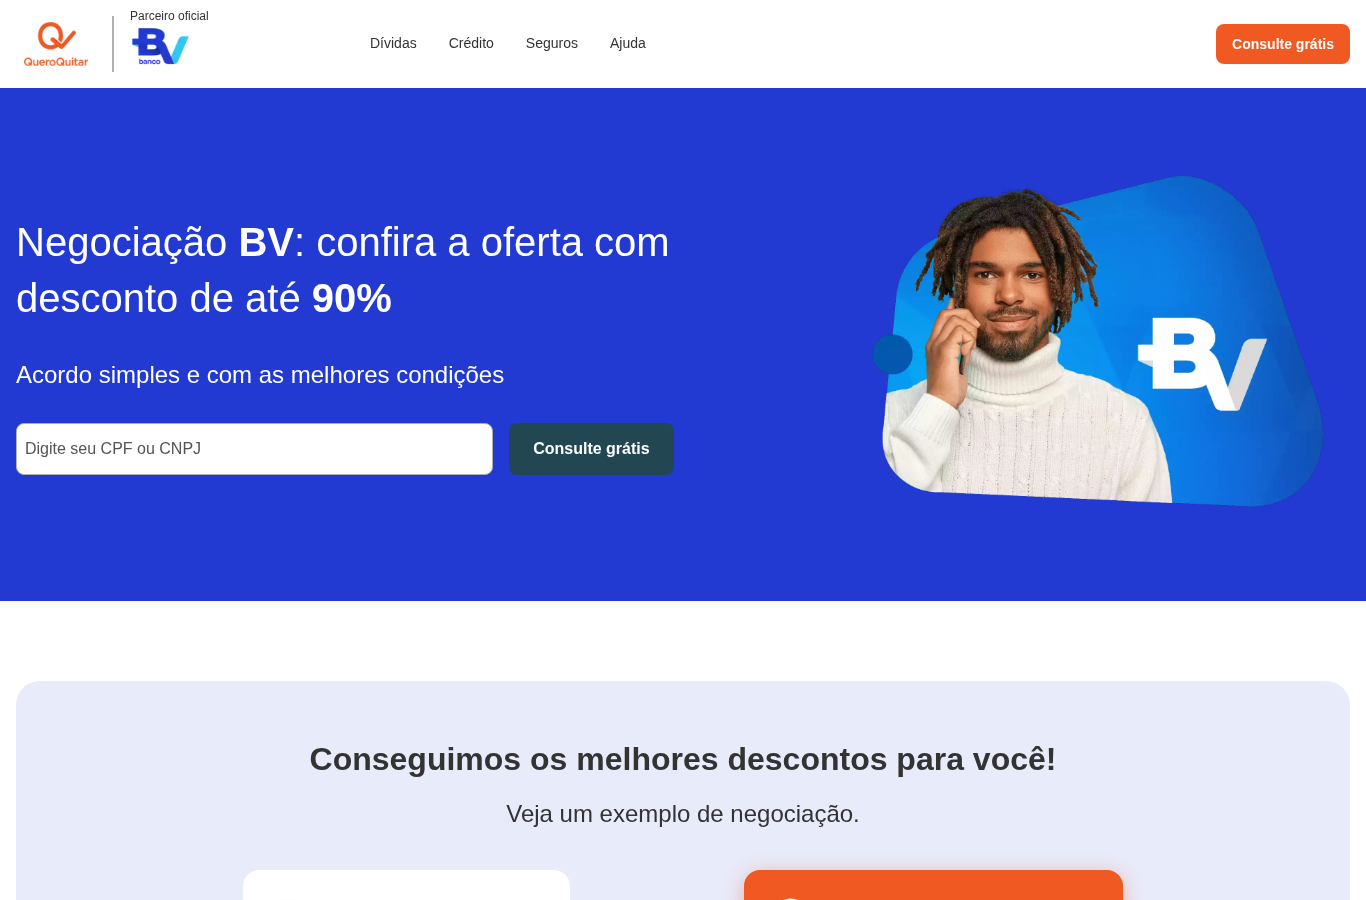 QueroQuitar
Parceiro oficial
BV
banco
Dívidas
Crédito
Seguros
Ajuda
Consulte grátis
Negociação BV: confira a oferta com
desconto de até 90%
Acordo simples e com as melhores condições
Digite seu CPF ou CNPJ
Consulte grátis
BV
Conseguimos os melhores descontos para você!
Veja um exemplo de negociação.